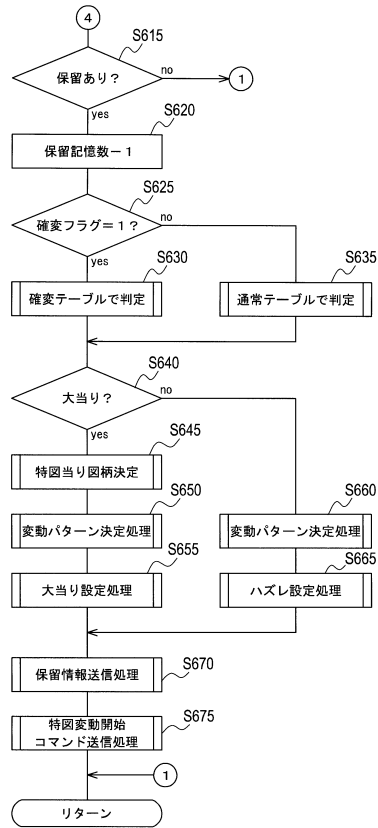 4
S615
保留あり？
no
1
yes
S620
保留記憶数－1
S625
確変フラグ＝1？
no
yes
S630
確変テーブルで判定
S635
通常テーブルで判定
S640
大当り？
no
yes
S645
特図当り図柄決定
S650
変動パターン決定処理
S660
変動パターン決定処理
S655
大当り設定処理
S665
ハズレ設定処理
S670
保留情報送信処理
S675
特図変動開始
コマンド送信処理
1
リターン